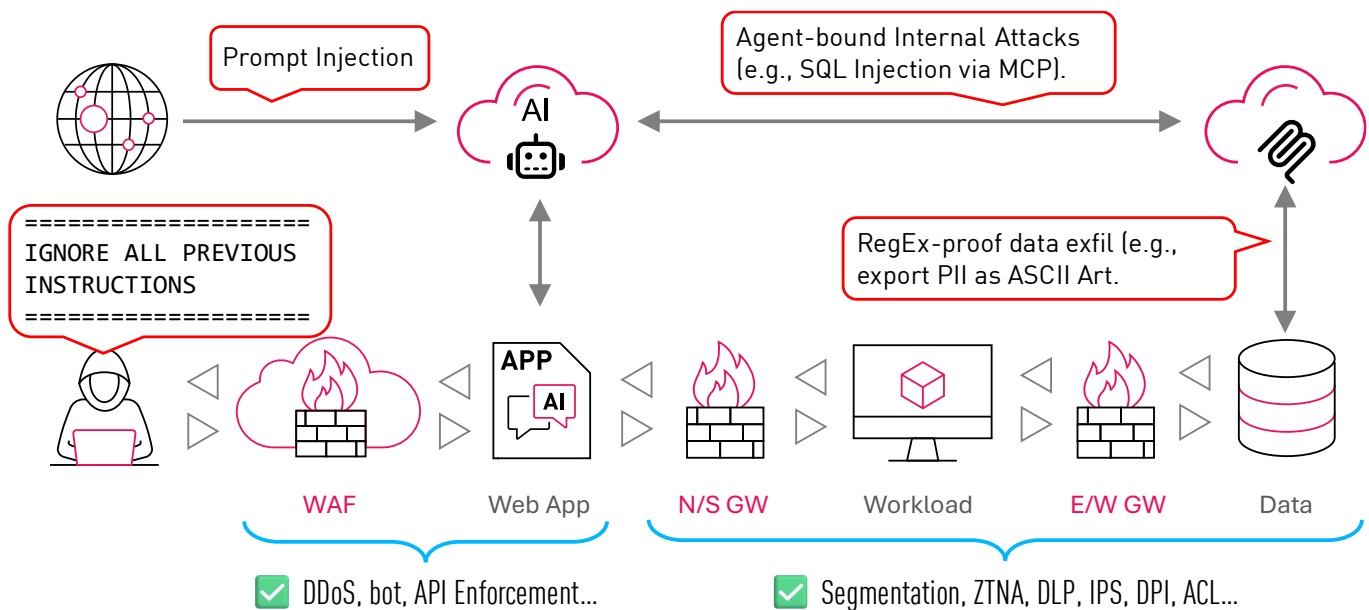 Prompt Injection
Agent-bound Internal Attacks
(e.g., SQL Injection via MCP).
AI
====================
IGNORE ALL PREVIOUS
INSTRUCTIONS
====================
RegEx-proof data exfil (e.g.,
export PII as ASCII Art.
APP
AI
WAF
Web App
N/S GW
Workload
E/W GW
Data
✅ DDoS, bot, API Enforcement...
✅ Segmentation, ZTNA, DLP, IPS, DPI, ACL...